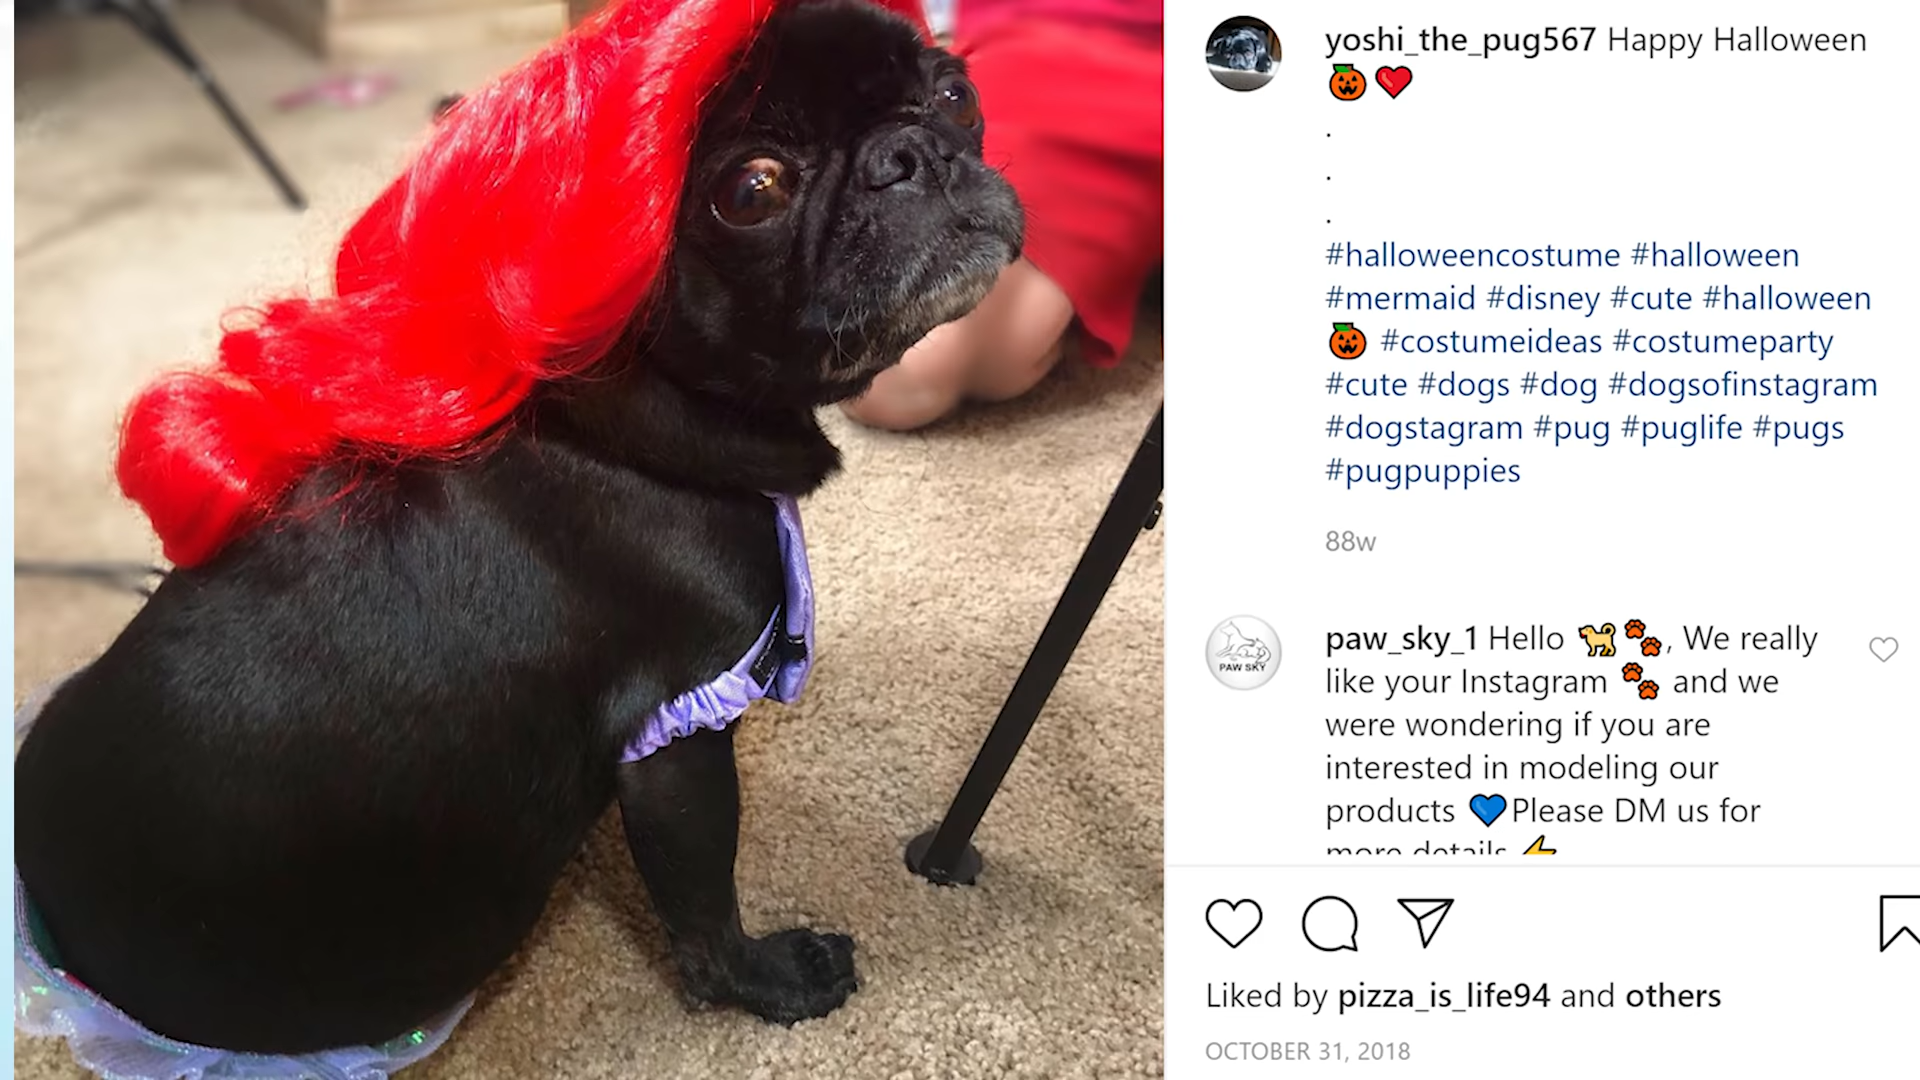 yoshi_the_pug567 Happy Halloween
🎃❤️
.
.
.
#halloweencostume #halloween
#mermaid #disney #cute #halloween
🎃 #costumeideas #costumeparty
#cute #dogs #dog #dogsofinstagram
#dogstagram #pug #puglife #pugs
#pugpuppies
88w
PAW SKY
paw_sky_1 Hello 🐕🐾, We really
like your Instagram 🐾 and we
were wondering if you are
interested in modeling our
products 💙Please DM us for
more details ⚡
Liked by pizza_is_life94 and others
OCTOBER 31, 2018